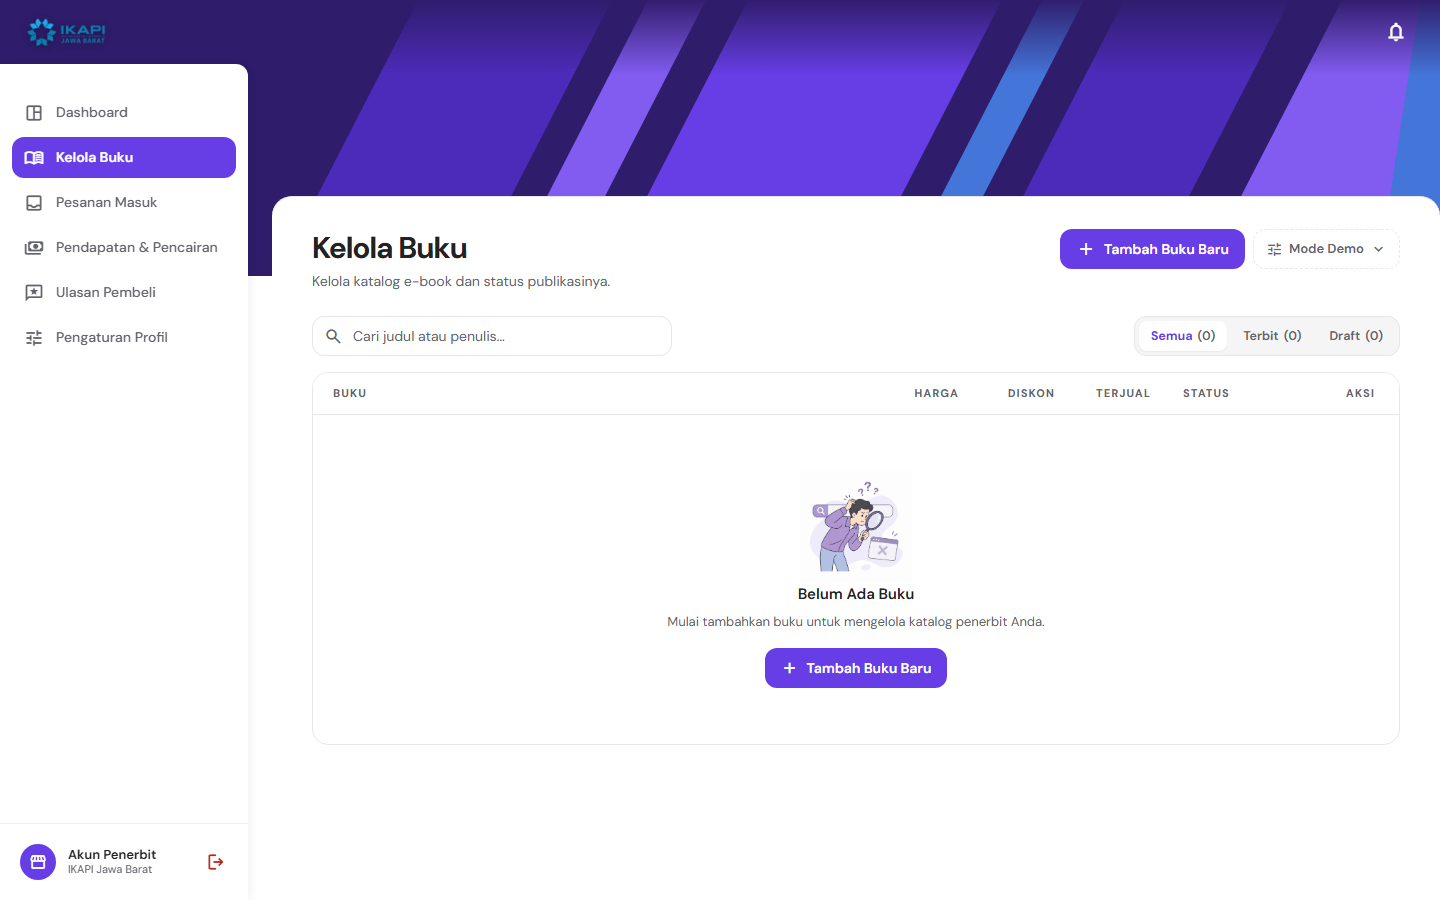 IKAPI
JAWA BARAT
Dashboard
Kelola Buku
Pesanan Masuk
Pendapatan & Pencairan
Ulasan Pembeli
Pengaturan Profil
Akun Penerbit
IKAPI Jawa Barat
Kelola Buku
Kelola katalog e-book dan status publikasinya.
Tambah Buku Baru
Mode Demo
Cari judul atau penulis...
Semua (0) Terbit (0) Draft (0)
BUKU HARGA DISKON TERJUAL STATUS AKSI
? ? ?
Belum Ada Buku
Mulai tambahkan buku untuk mengelola katalog penerbit Anda.
Tambah Buku Baru